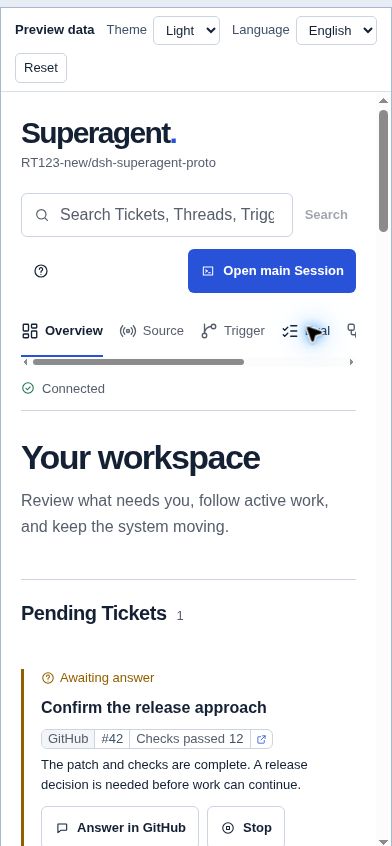 Preview data Theme Light Language English
Reset
Superagent.
RT123-new/dsh-superagent-proto
Search Tickets, Threads, Trigg Search
Open main Session
Overview Source Trigger
Connected
Your workspace
Review what needs you, follow active work,
and keep the system moving.
Pending Tickets 1
Awaiting answer
Confirm the release approach
GitHub #42 Checks passed 12
The patch and checks are complete. A release
decision is needed before work can continue.
Answer in GitHub Stop